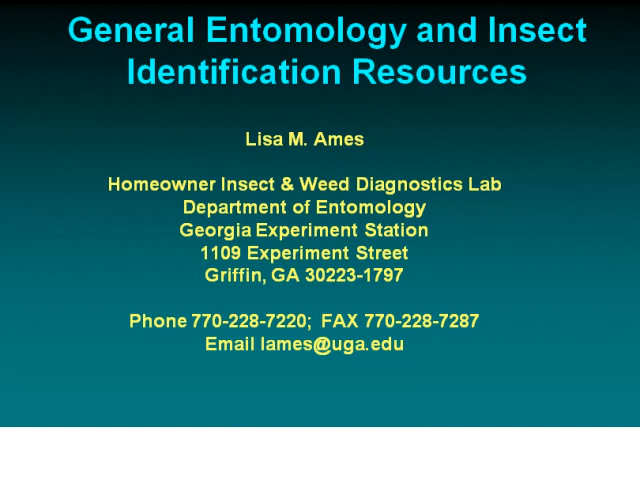 General Entomology and Insect
Identification Resources
Lisa M. Ames
Homeowner Insect & Weed Diagnostics Lab
Department of Entomology
Georgia Experiment Station
1109 Experiment Street
Griffin, GA 30223-1797
Phone 770-228-7220; FAX 770-228-7287
Email lames@uga.edu